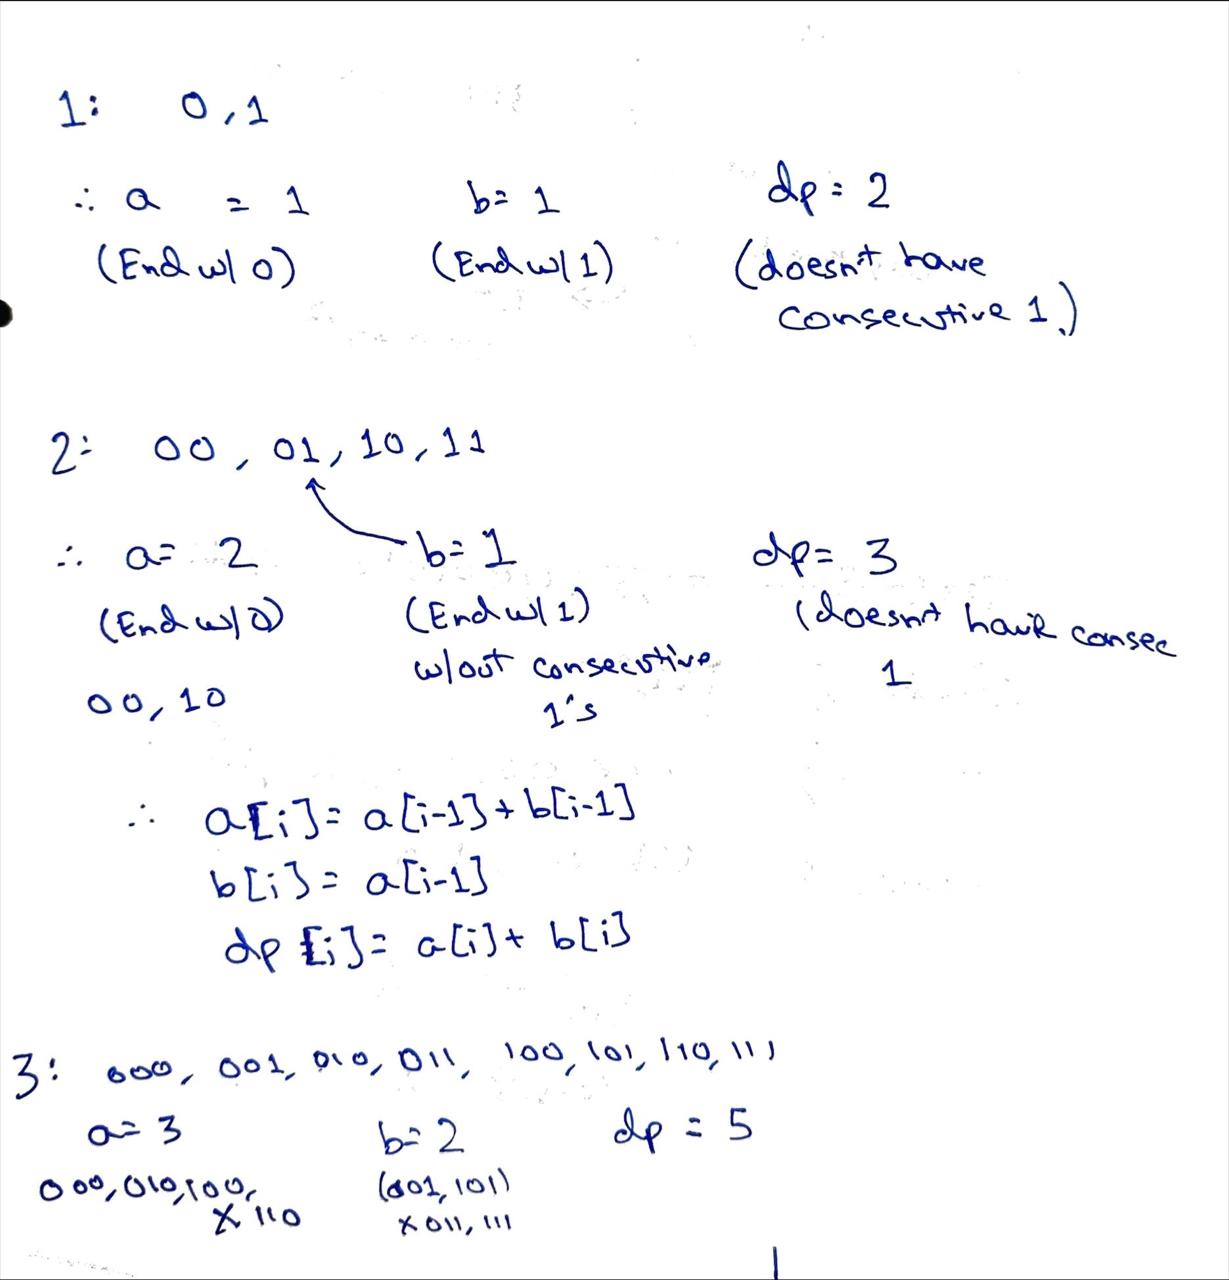 1: 0,1
∴ a = 1 b= 1 dp = 2
(End w/ 0) (End w/ 1) (doesn't have
consecutive 1)
2: 00, 01, 10, 11
∴ a= 2 b= 1 dp= 3
(End w/ 0) (End w/ 1) (doesn't have consec
w/out consecutive 1
00, 10 1's
∴ a[i]= a[i-1]+b[i-1]
b[i]= a[i-1]
dp[i]= a[i]+ b[i]
3: 000, 001, 010, 011, 100, 101, 110, 111
a= 3 b= 2 dp = 5
000,010,100, (001, 101)
x 110 x 011, 111